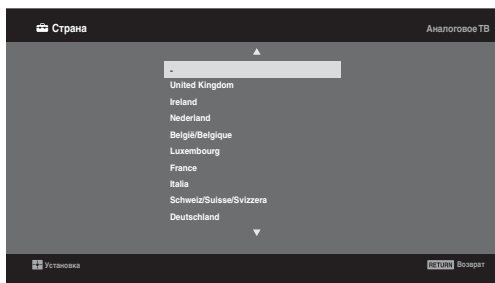 Страна
Аналоговое ТВ
-
United Kingdom
Ireland
Nederland
België/Belgique
Luxembourg
France
Italia
Schweiz/Suisse/Svizzera
Deutschland
Установка
RETURN Возврат